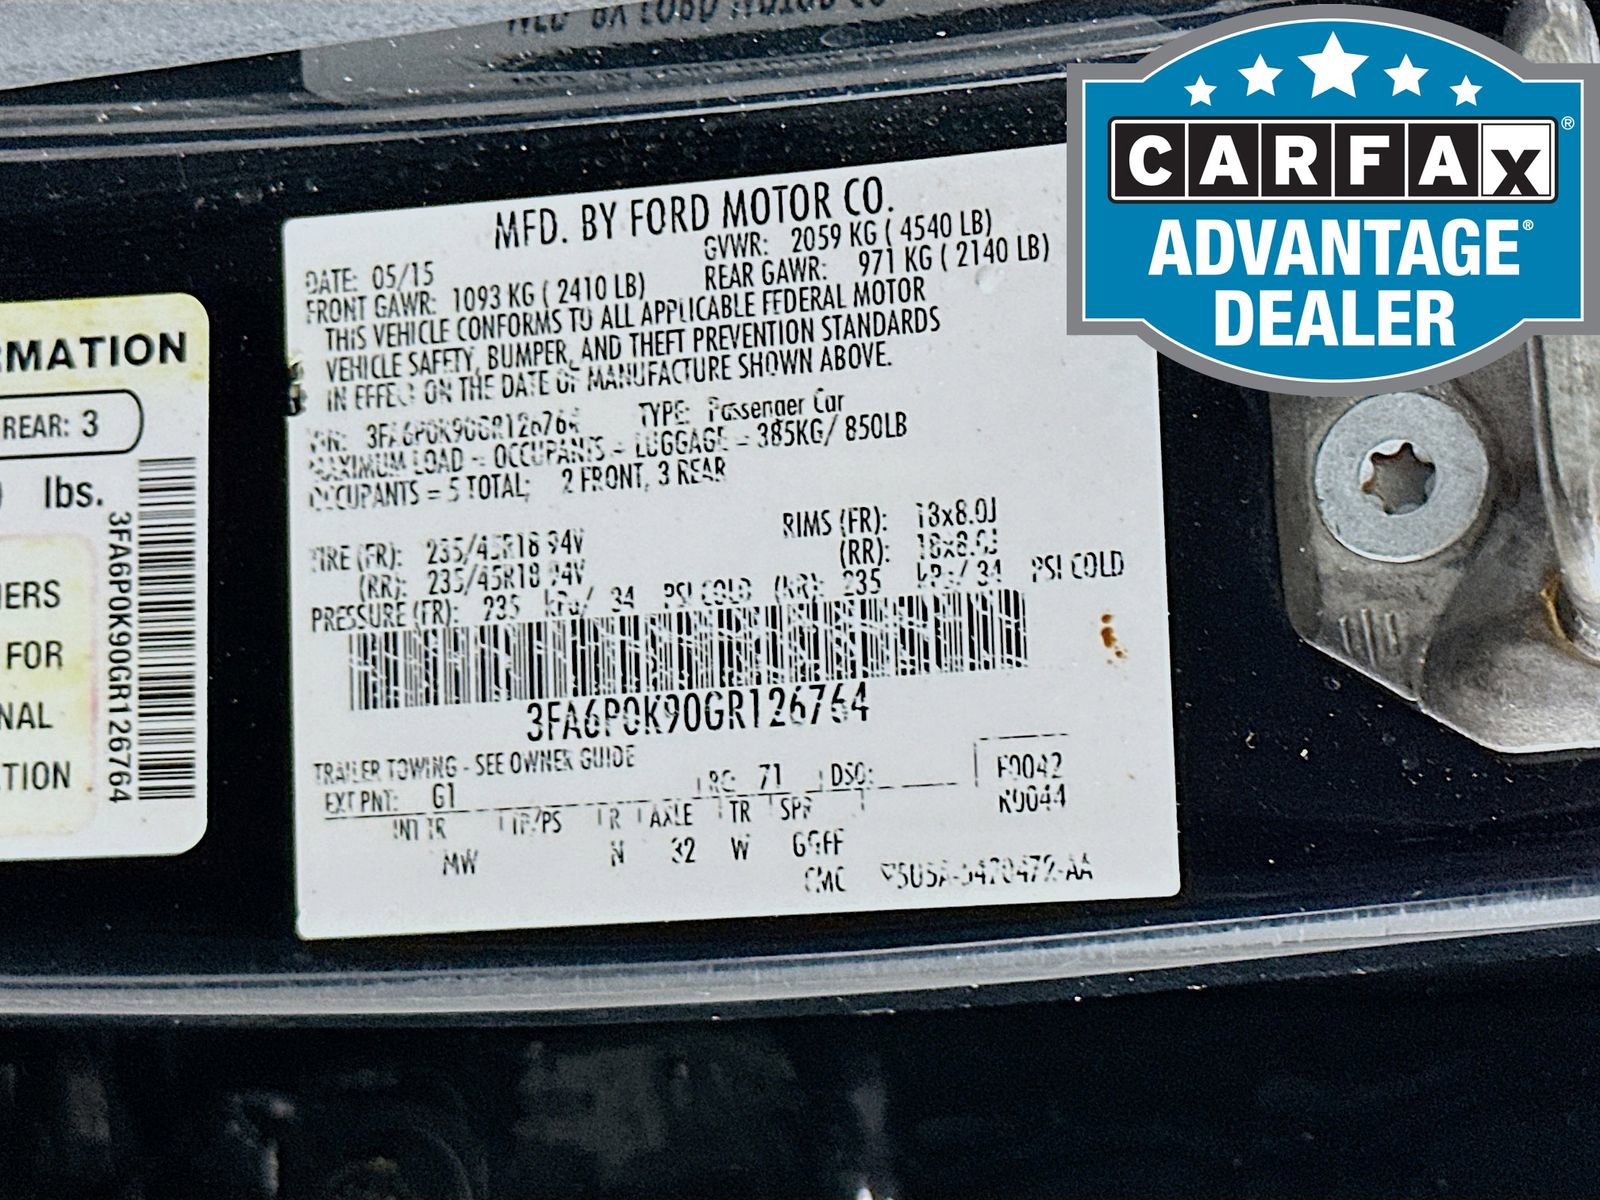 MFD. BY FORD MOTOR CO.
DATE: 05/15
GVWR: 2059 KG ( 4540 LB)
FRONT GAWR: 1093 KG ( 2410 LB)
REAR GAWR: 971 KG ( 2140 LB)
THIS VEHICLE CONFORMS TO ALL APPLICABLE FEDERAL MOTOR
VEHICLE SAFETY, BUMPER, AND THEFT PREVENTION STANDARDS
IN EFFECT ON THE DATE OF MANUFACTURE SHOWN ABOVE.
VIN: 3FA6P0K90GR126764
TYPE: Passenger Car
MAXIMUM LOAD = OCCUPANTS + LUGGAGE = 385KG/ 850LB
OCCUPANTS = 5 TOTAL; 2 FRONT, 3 REAR
TIRE (FR): 235/45R18 94V
RIMS (FR): 18x8.0J
(RR): 235/45R18 94V
(RR): 18x8.0J
PRESSURE (FR): 235 kPa/ 34 PSI COLD (RR): 235 kPa/ 34 PSI COLD
3FA6P0K90GR126764
TRAILER TOWING - SEE OWNER GUIDE
EXT PNT: G1 RC: 71 DSO:
F0042
R0044
INT TR TP/PS R AXLE TR SPR
MW N 32 W GGFF
CMC
RMATION
REAR: 3
lbs.
3FA6P0K90GR126764
ERS
FOR
NAL
TION
CARFAX®
ADVANTAGE®
DEALER